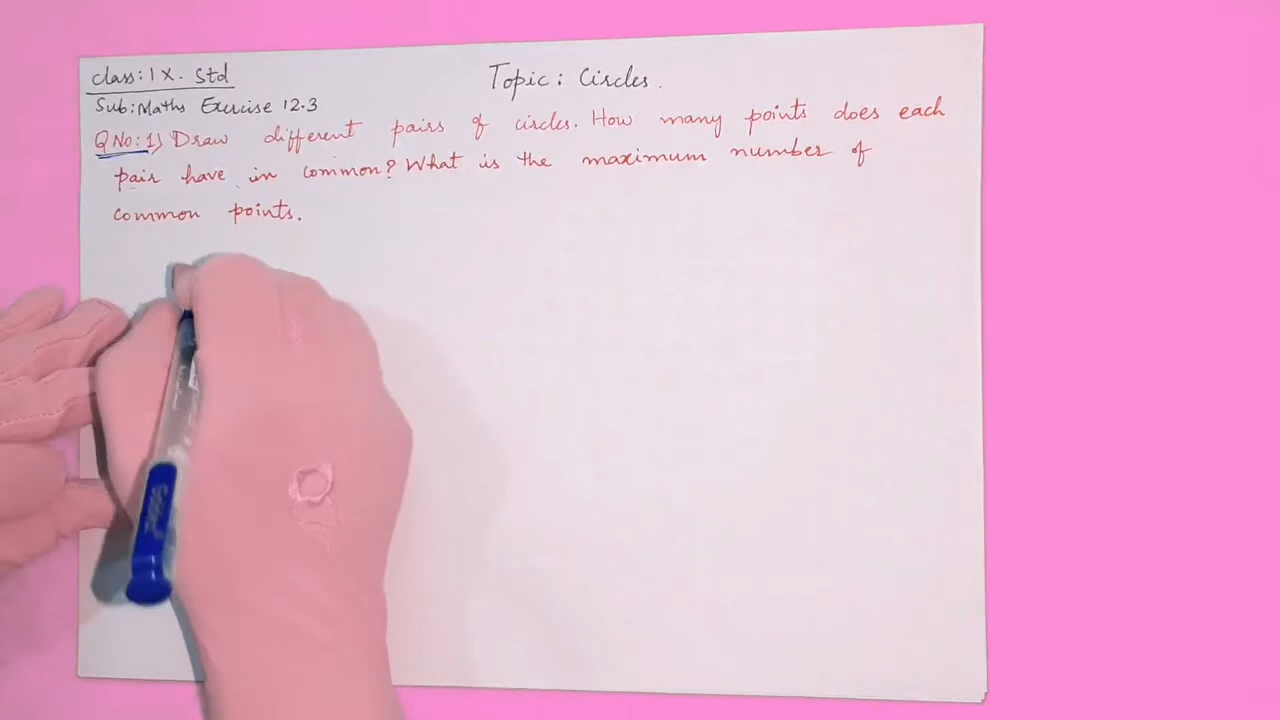 class: IX. Std
Topic: Circles.
Sub: Maths Exercise 12.3
Q No: 1) Draw different pairs of circles. How many points does each
pair have in common? What is the maximum number of
common points.